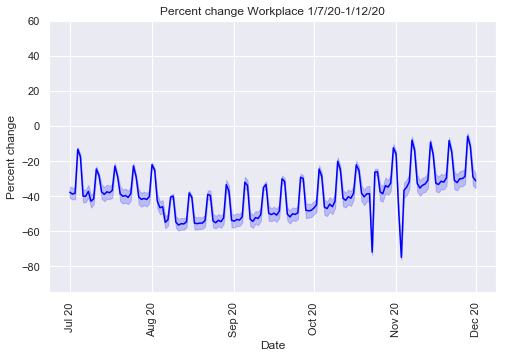 Percent change Workplace 1/7/20-1/12/20
60
40
20
0
−20
−40
−60
−80
Percent change
Jul 20
Aug 20
Sep 20
Oct 20
Nov 20
Dec 20
Date